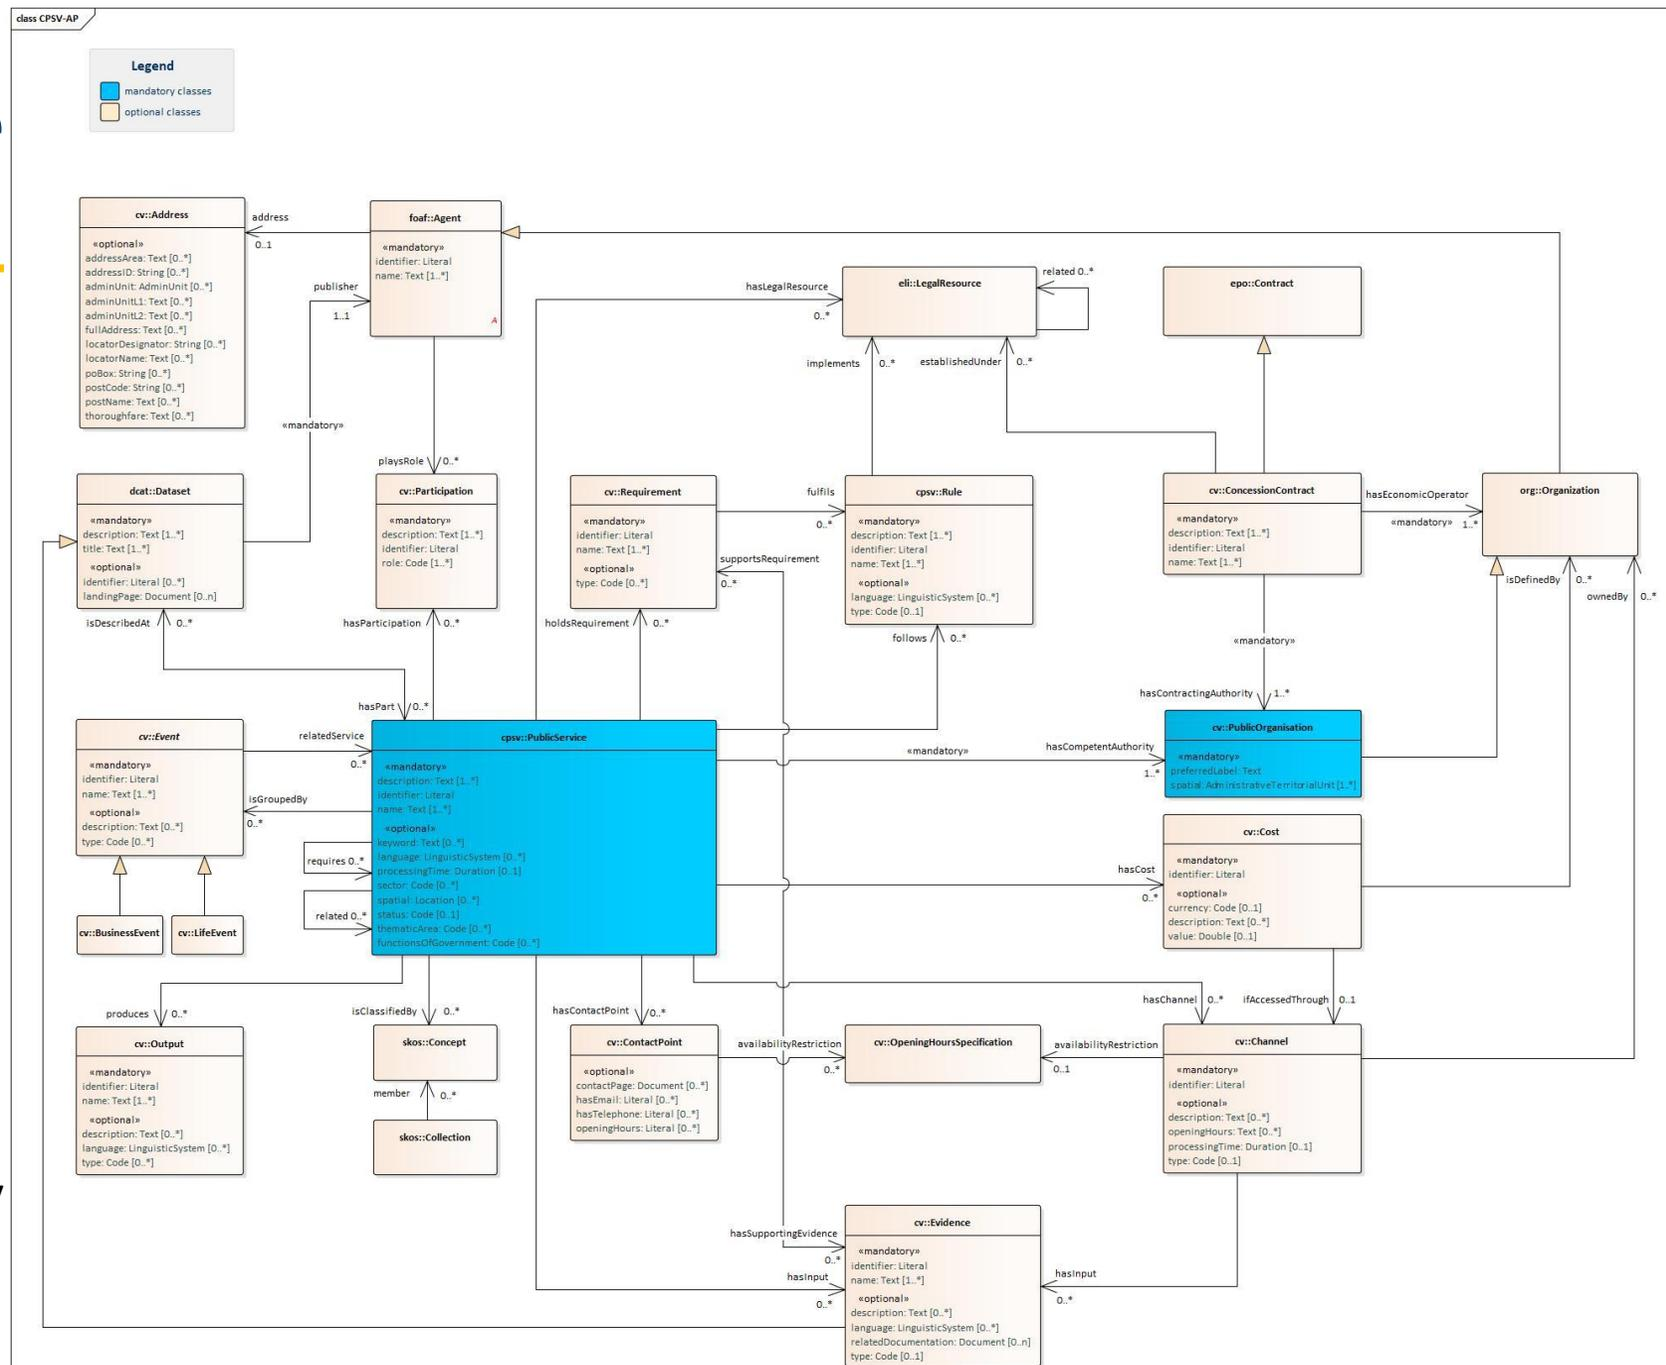 class CPSV-AP
Legend
mandatory classes
optional classes
cv::Address
«optional»
addressArea: Text [0..*]
addressID: String [0..*]
adminUnit: AdminUnit [0..*]
adminUnitL1: Text [0..*]
adminUnitL2: Text [0..*]
fullAddress: Text [0..*]
locatorDesignator: String [0..*]
locatorName: Text [0..*]
poBox: String [0..*]
postCode: String [0..*]
postName: Text [0..*]
thoroughfare: Text [0..*]
address
0..1
foaf::Agent
«mandatory»
identifier: Literal
name: Text [1..*]
A
publisher
1..1
«mandatory»
hasLegalResource
0..*
eli::LegalResource
related 0..*
epo::Contract
implements 0..*
establishedUnder 0..*
playsRole 0..*
dcat::Dataset
«mandatory»
description: Text [1..*]
title: Text [1..*]
«optional»
identifier: Literal [0..*]
landingPage: Document [0..n]
cv::Participation
«mandatory»
description: Text [1..*]
identifier: Literal
role: Code [1..*]
cv::Requirement
«mandatory»
identifier: Literal
name: Text [1..*]
«optional»
type: Code [0..*]
fulfils
0..*
supportsRequirement
0..*
cpsv::Rule
«mandatory»
description: Text [1..*]
identifier: Literal
name: Text [1..*]
«optional»
language: LinguisticSystem [0..*]
type: Code [0..1]
cv::ConcessionContract
«mandatory»
description: Text [1..*]
identifier: Literal
name: Text [1..*]
hasEconomicOperator
«mandatory» 1..*
org::Organization
isDefinedBy 0..*
ownedBy 0..*
isDescribedAt 0..*
hasParticipation 0..*
holdsRequirement 0..*
follows 0..*
«mandatory»
hasContractingAuthority 1..*
hasPart 0..*
cv::Event
«mandatory»
identifier: Literal
name: Text [1..*]
«optional»
description: Text [0..*]
type: Code [0..*]
relatedService
0..*
isGroupedBy
0..*
cpsv::PublicService
«mandatory»
description: Text [1..*]
identifier: Literal
name: Text [1..*]
«optional»
keyword: Text [0..*]
language: LinguisticSystem [0..*]
processingTime: Duration [0..1]
sector: Code [0..*]
spatial: Location [0..*]
status: Code [0..1]
thematicArea: Code [0..*]
functionsOfGovernment: Code [0..*]
requires 0..*
related 0..*
«mandatory»
hasCompetentAuthority
1..*
cv::PublicOrganisation
«mandatory»
preferredLabel: Text
spatial: AdministrativeTerritorialUnit [1..*]
hasCost
0..*
cv::Cost
«mandatory»
identifier: Literal
«optional»
currency: Code [0..1]
description: Text [0..*]
value: Double [0..1]
cv::BusinessEvent
cv::LifeEvent
produces 0..*
isClassifiedBy 0..*
hasContactPoint 0..*
hasChannel 0..*
ifAccessedThrough 0..1
cv::Output
«mandatory»
identifier: Literal
name: Text [1..*]
«optional»
description: Text [0..*]
language: LinguisticSystem [0..*]
type: Code [0..*]
skos::Concept
member 0..*
skos::Collection
cv::ContactPoint
«optional»
contactPage: Document [0..*]
hasEmail: Literal [0..*]
hasTelephone: Literal [0..*]
openingHours: Literal [0..*]
availabilityRestriction
0..*
cv::OpeningHoursSpecification
availabilityRestriction
0..1
cv::Channel
«mandatory»
identifier: Literal
«optional»
description: Text [0..*]
openingHours: Text [0..*]
processingTime: Duration [0..1]
type: Code [0..1]
hasSupportingEvidence
0..*
hasInput
0..*
cv::Evidence
«mandatory»
identifier: Literal
name: Text [1..*]
«optional»
description: Text [0..*]
language: LinguisticSystem [0..*]
relatedDocumentation: Document [0..n]
type: Code [0..1]
hasInput
0..*